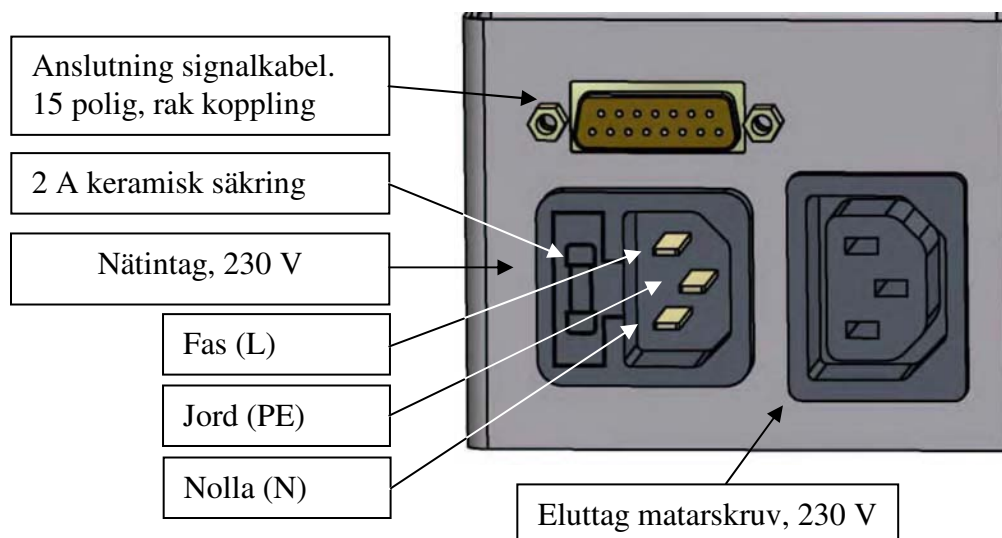 Anslutning signalkabel.
15 polig, rak koppling
2 A keramisk säkring
Nätintag, 230 V
Fas (L)
Jord (PE)
Nolla (N)
Eluttag matarskruv, 230 V